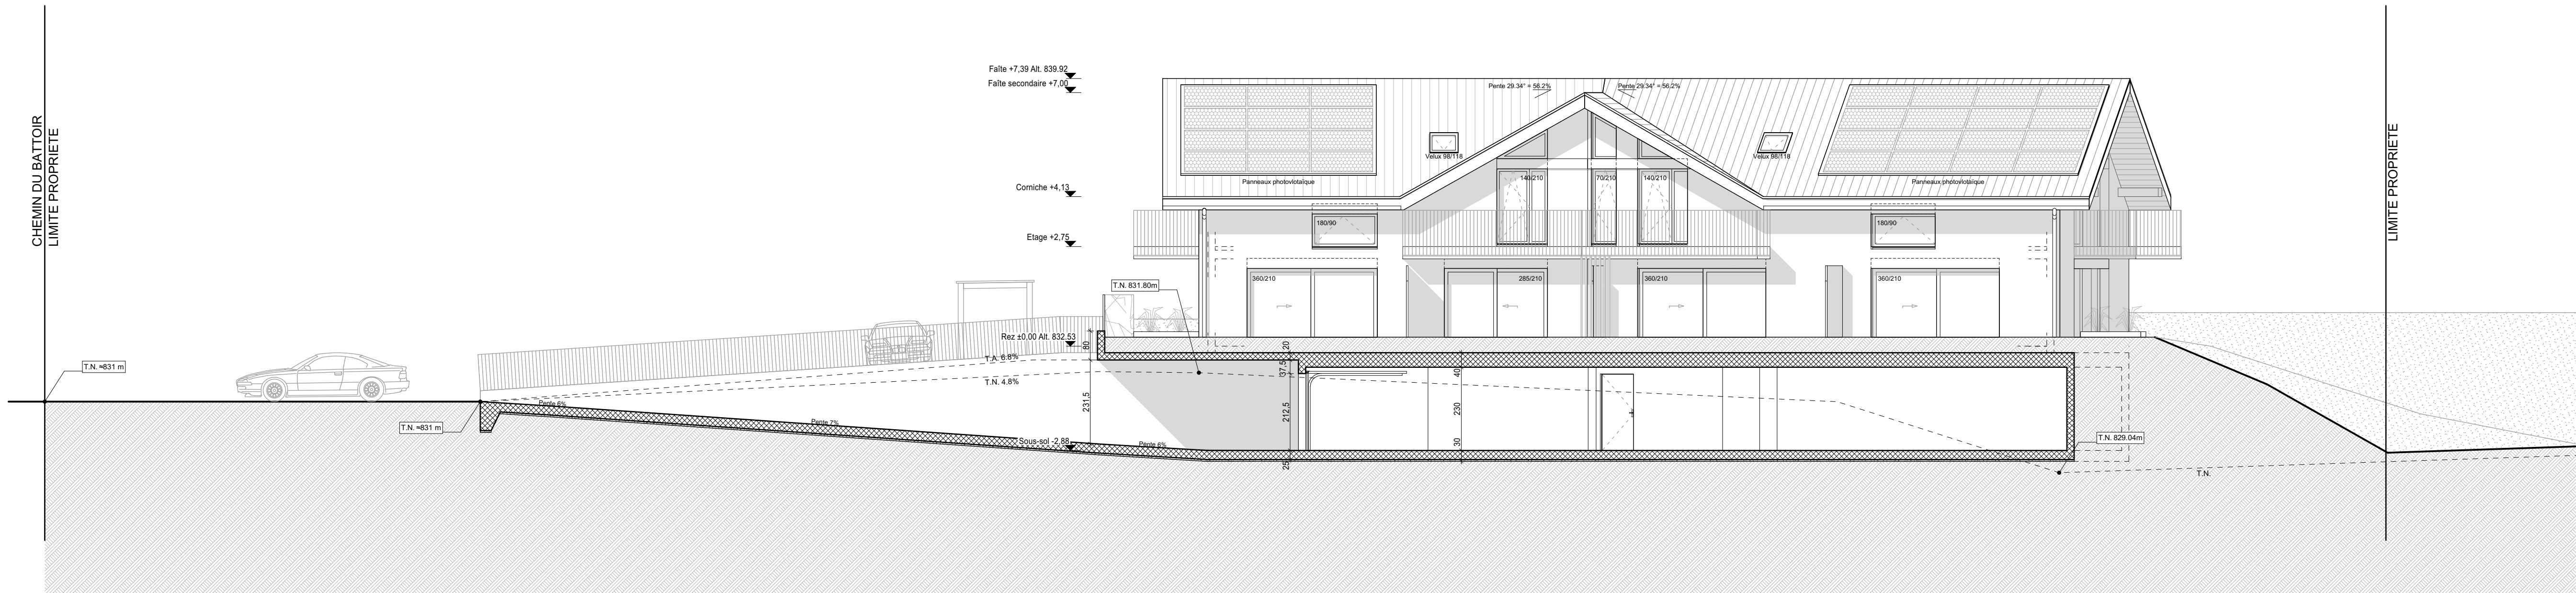 CHEMIN DU BATTOIR
LIMITE PROPRIETE
Faîte +7,39 Alt. 839.92
Faîte secondaire +7,00
Pente 29.34° = 56.2%
Pente 29.34° = 56.2%
LIMITE PROPRIETE
Velux 98/118
Velux 98/118
Panneaux photoviotaïque
140/210
70/210
140/210
Panneaux photoviotaïque
Corniche +4,13
180/90
180/90
Etage +2,75
360/210
285/210
360/210
360/210
T.N. 831.80m
Rez ±0,00 Alt. 832.53
80
20
T.A. 6.8%
T.N. ≈831 m
37,5
40
T.N. 4,8%
Pente 6%
231,5
212,5
230
Pente 7%
T.N. ≈831 m
Sous-sol -2,88
Pente 6%
30
T.N. 829.04m
25
T.N.